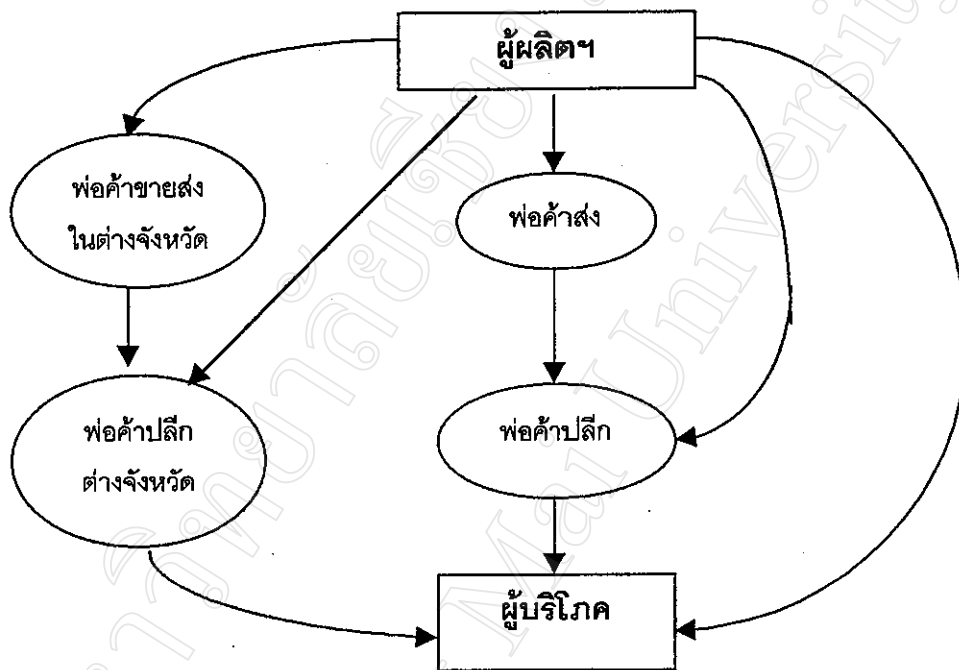 ผู้ผลิตฯ
พ่อค้าขายส่ง
ในต่างจังหวัด
พ่อค้าส่ง
พ่อค้าปลีก
ต่างจังหวัด
พ่อค้าปลีก
ผู้บริโภค
Mai University